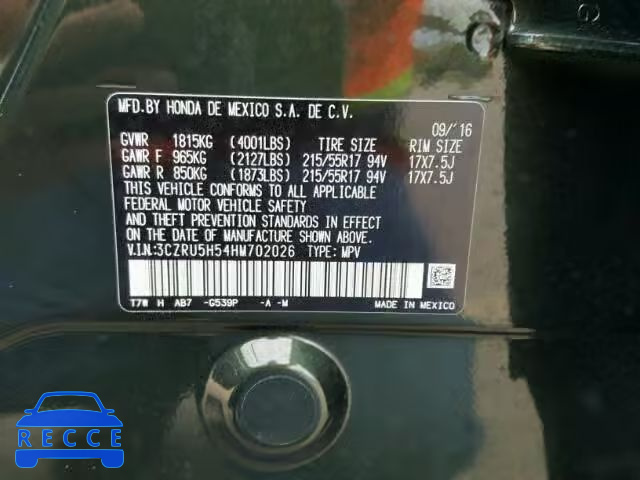 MFD.BY HONDA DE MEXICO S.A. DE C.V.
09/'16
GVWR 1815KG (4001LBS) TIRE SIZE RIM SIZE
GAWR F 965KG (2127LBS) 215/55R17 94V 17X7.5J
GAWR R 850KG (1873LBS) 215/55R17 94V 17X7.5J
THIS VEHICLE CONFORMS TO ALL APPLICABLE
FEDERAL MOTOR VEHICLE SAFETY
AND THEFT PREVENTION STANDARDS IN EFFECT
ON THE DATE OF MANUFACTURE SHOWN ABOVE.
V.I.N:3CZRU5H54HM702026 TYPE: MPV
T7W H AB7 -G539P -A -M MADE IN MEXICO
RECCE